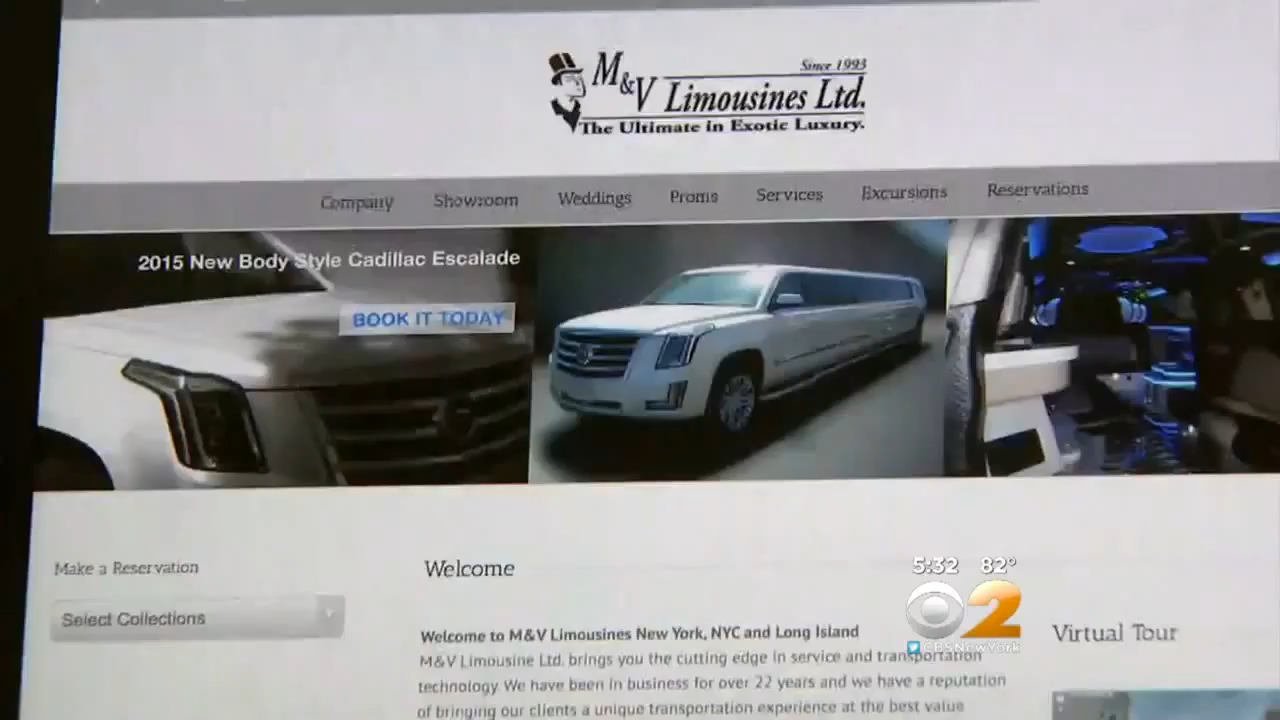 Since 1993
M&V Limousines Ltd.
The Ultimate in Exotic Luxury.
Company Showroom Weddings Proms Services Excursions Reservations
2015 New Body Style Cadillac Escalade
BOOK IT TODAY
Make a Reservation
Select Collections
Welcome
Welcome to M&V Limousines New York, NYC and Long Island
M&V Limousine Ltd. brings you the cutting edge in service and transportation
technology. We have been in business for over 22 years and we have a reputation
of bringing our clients a unique transportation experience at the best value
Virtual Tour
5:32 82°
2
CBSNewYork